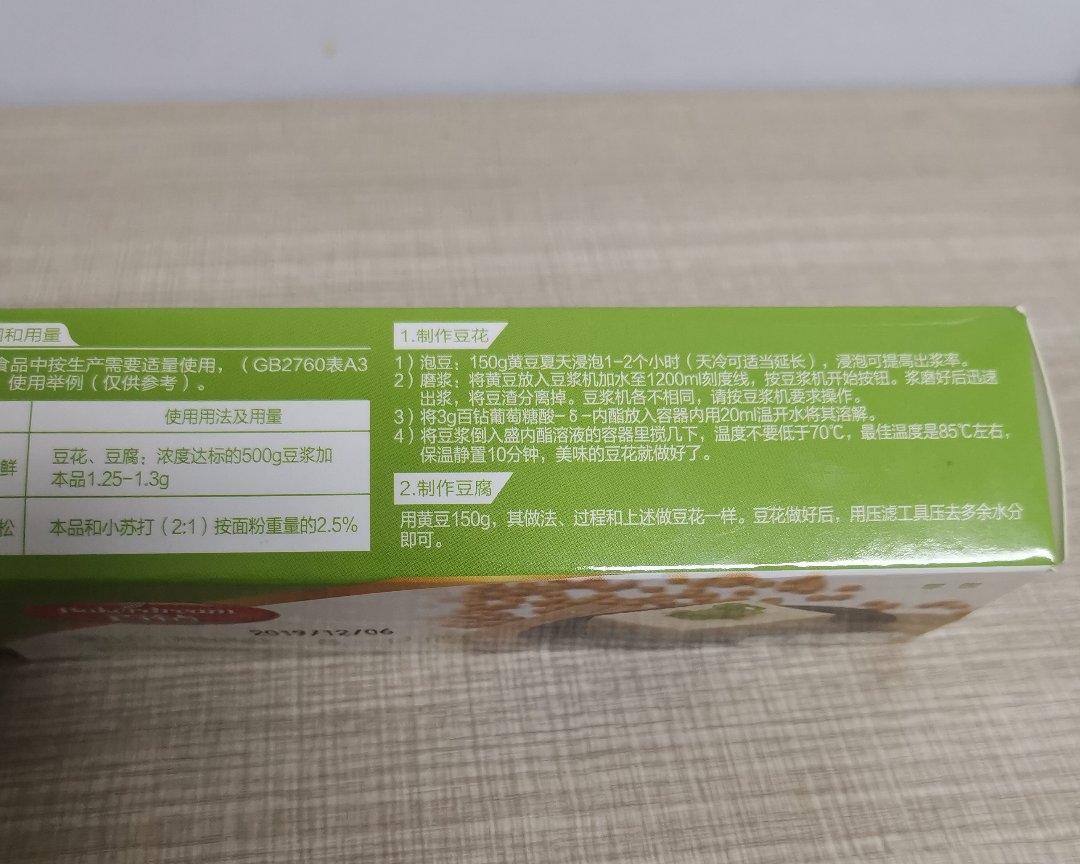 和用量
食品中按生产需要适量使用，（GB2760表A3
使用举例（仅供参考）。
使用用法及用量
鲜
豆花、豆腐：浓度达标的500g豆浆加
本品1.25-1.3g
松
本品和小苏打（2:1）按面粉重量的2.5%
1.制作豆花
1）泡豆：150g黄豆夏天浸泡1-2个小时（天冷可适当延长），浸泡可提高出浆率。
2）磨浆：将黄豆放入豆浆机加水至1200ml刻度线，按豆浆机开始按钮。浆磨好后迅速
出浆，将豆渣分离掉。豆浆机各不相同，请按豆浆机要求操作。
3）将3g百钻葡萄糖酸-δ-内酯放入容器内用20ml温开水将其溶解。
4）将豆浆倒入盛内酯溶液的容器里搅几下，温度不要低于70℃，最佳温度是85℃左右，
保温静置10分钟，美味的豆花就做好了。
2.制作豆腐
用黄豆150g，其做法、过程和上述做豆花一样。豆花做好后，用压滤工具压去多余水分
即可。
2019/12/06